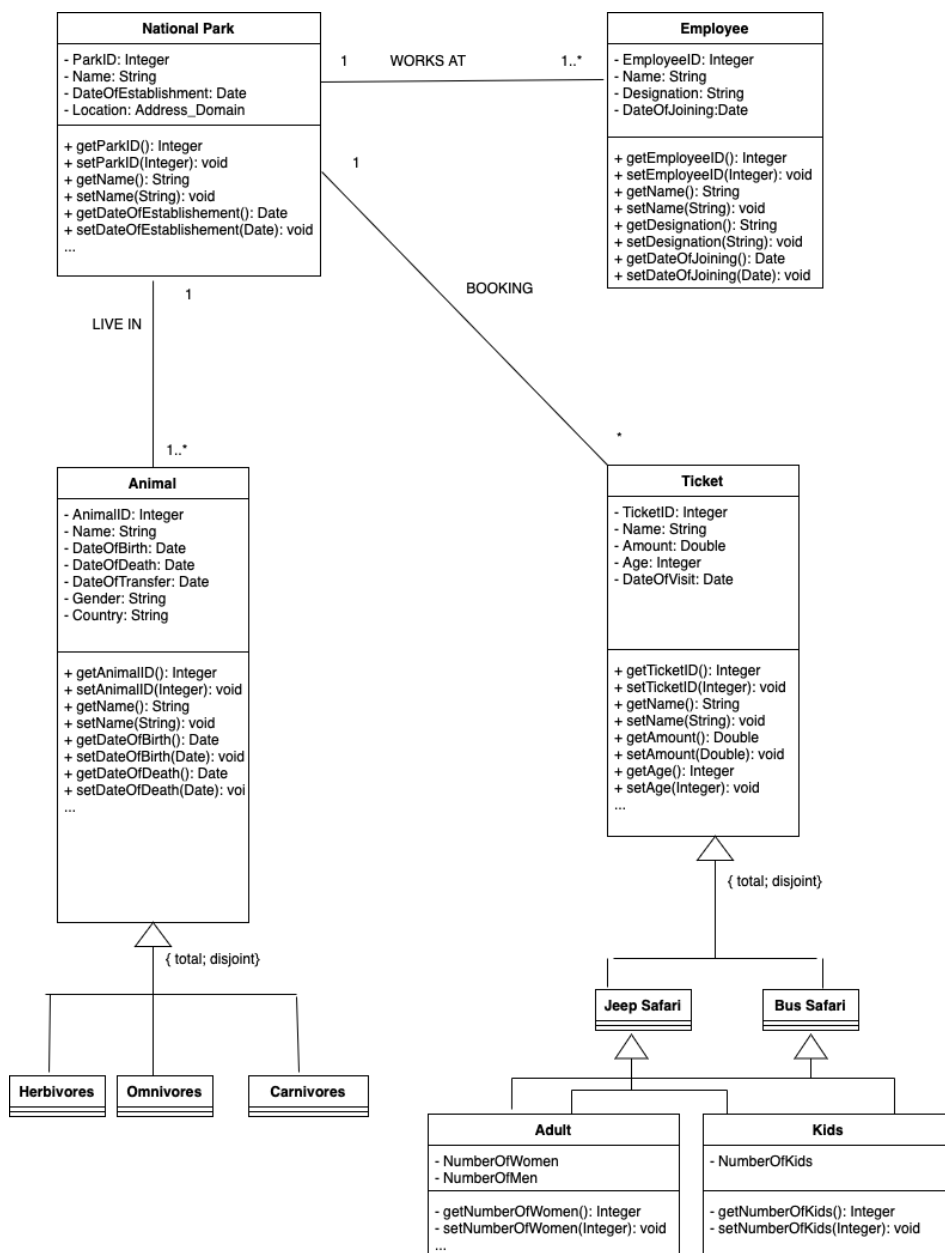 National Park
- ParkID: Integer
- Name: String
- DateOfEstablishment: Date
- Location: Address_Domain
+ getParkID(): Integer
+ setParkID(Integer): void
+ getName(): String
+ setName(String): void
+ getDateOfEstablishement(): Date
+ setDateOfEstablishement(Date): void
...
1 WORKS AT 1..*
Employee
- EmployeeID: Integer
- Name: String
- Designation: String
- DateOfJoining:Date
+ getEmployeeID(): Integer
+ setEmployeeID(Integer): void
+ getName(): String
+ setName(String): void
+ getDesignation(): String
+ setDesignation(String): void
+ getDateOfJoining(): Date
+ setDateOfJoining(Date): void
1
BOOKING
*
1
LIVE IN
1..*
Animal
- AnimalID: Integer
- Name: String
- DateOfBirth: Date
- DateOfDeath: Date
- DateOfTransfer: Date
- Gender: String
- Country: String
+ getAnimalID(): Integer
+ setAnimalID(Integer): void
+ getName(): String
+ setName(String): void
+ getDateOfBirth(): Date
+ setDateOfBirth(Date): void
+ getDateOfDeath(): Date
+ setDateOfDeath(Date): voi
...
{ total; disjoint}
Herbivores
Omnivores
Carnivores
Ticket
- TicketID: Integer
- Name: String
- Amount: Double
- Age: Integer
- DateOfVisit: Date
+ getTicketID(): Integer
+ setTicketID(Integer): void
+ getName(): String
+ setName(String): void
+ getAmount(): Double
+ setAmount(Double): void
+ getAge(): Integer
+ setAge(Integer): void
...
{ total; disjoint}
Jeep Safari
Bus Safari
Adult
- NumberOfWomen
- NumberOfMen
- getNumberOfWomen(): Integer
- setNumberOfWomen(Integer): void
...
Kids
- NumberOfKids
- getNumberOfKids(): Integer
- setNumberOfKids(Integer): void